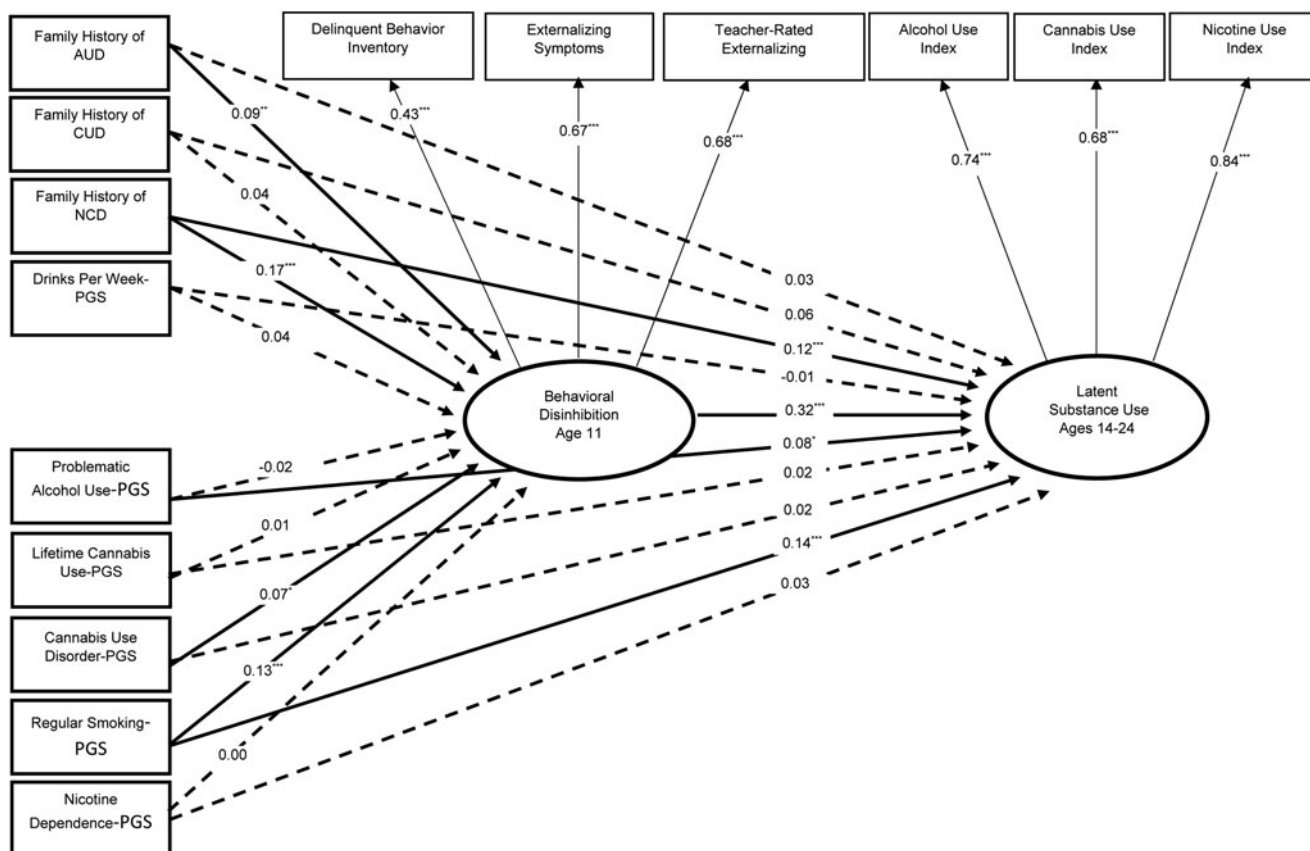 Family History of
AUD
Family History of
CUD
Family History of
NCD
Drinks Per Week-
PGS
Problematic
Alcohol Use-PGS
Lifetime Cannabis
Use-PGS
Cannabis Use
Disorder-PGS
Regular Smoking-
PGS
Nicotine
Dependence-PGS
Delinquent Behavior
Inventory
Externalizing
Symptoms
Teacher-Rated
Externalizing
Alcohol Use
Index
Cannabis Use
Index
Nicotine Use
Index
0.43***
0.67***
0.68***
0.74***
0.68***
0.84***
0.09**
0.04
0.17***
0.04
-0.02
0.01
0.07*
0.13***
0.00
Behavioral
Disinhibition
Age 11
0.03
0.06
0.12***
-0.01
0.32***
0.08*
0.02
0.02
0.14***
0.03
Latent
Substance Use
Ages 14-24